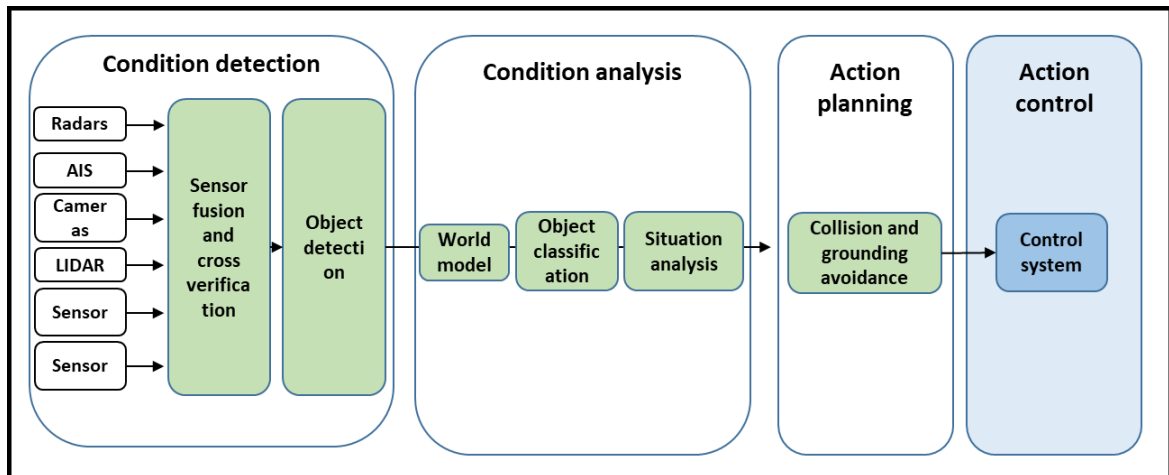 Condition detection
Radars
AIS
Camer
as
LIDAR
Sensor
Sensor
Sensor
fusion
and
cross
verifica
tion
Object
detecti
on
Condition analysis
World
model
Object
classific
ation
Situation
analysis
Action
planning
Collision and
grounding
avoidance
Action
control
Control
system